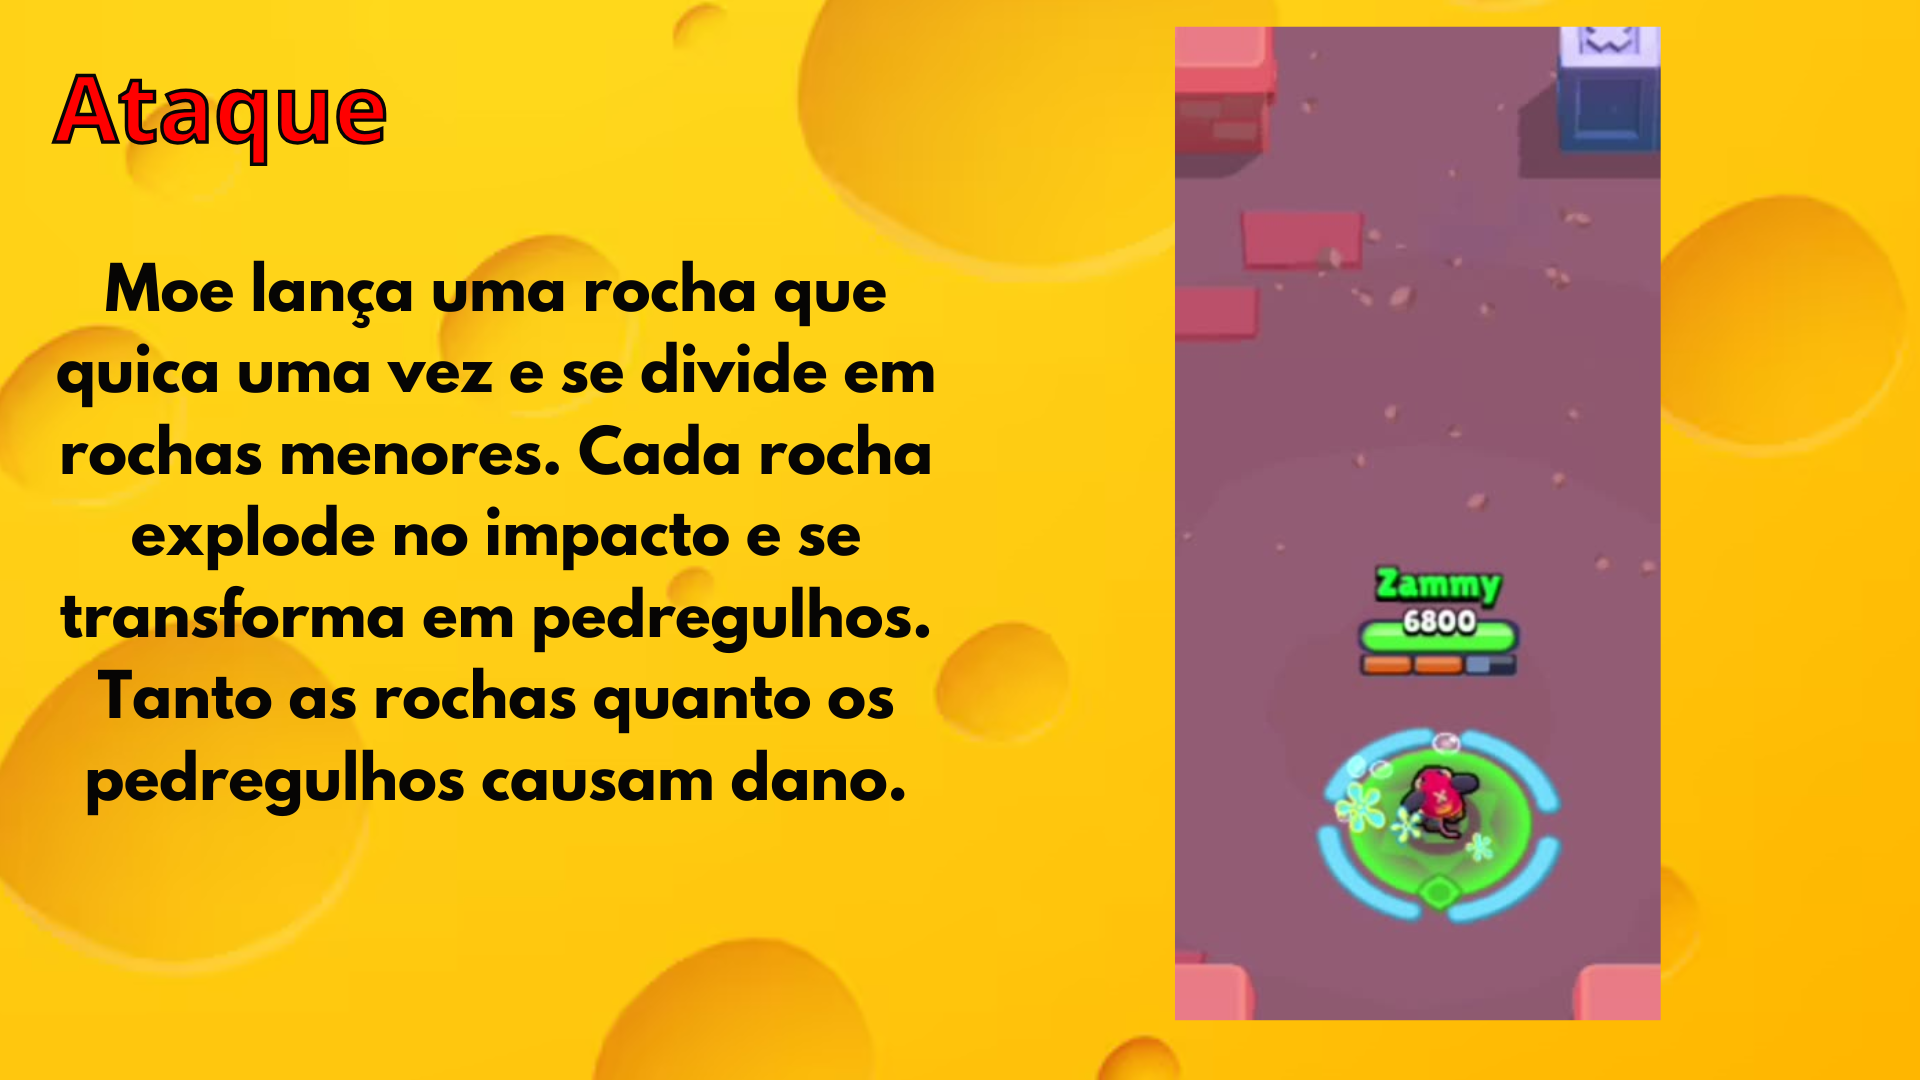 Ataque
Moe lança uma rocha que
quica uma vez e se divide em
rochas menores. Cada rocha
explode no impacto e se
transforma em pedregulhos.
Tanto as rochas quanto os
pedregulhos causam dano.
Zammy
6800